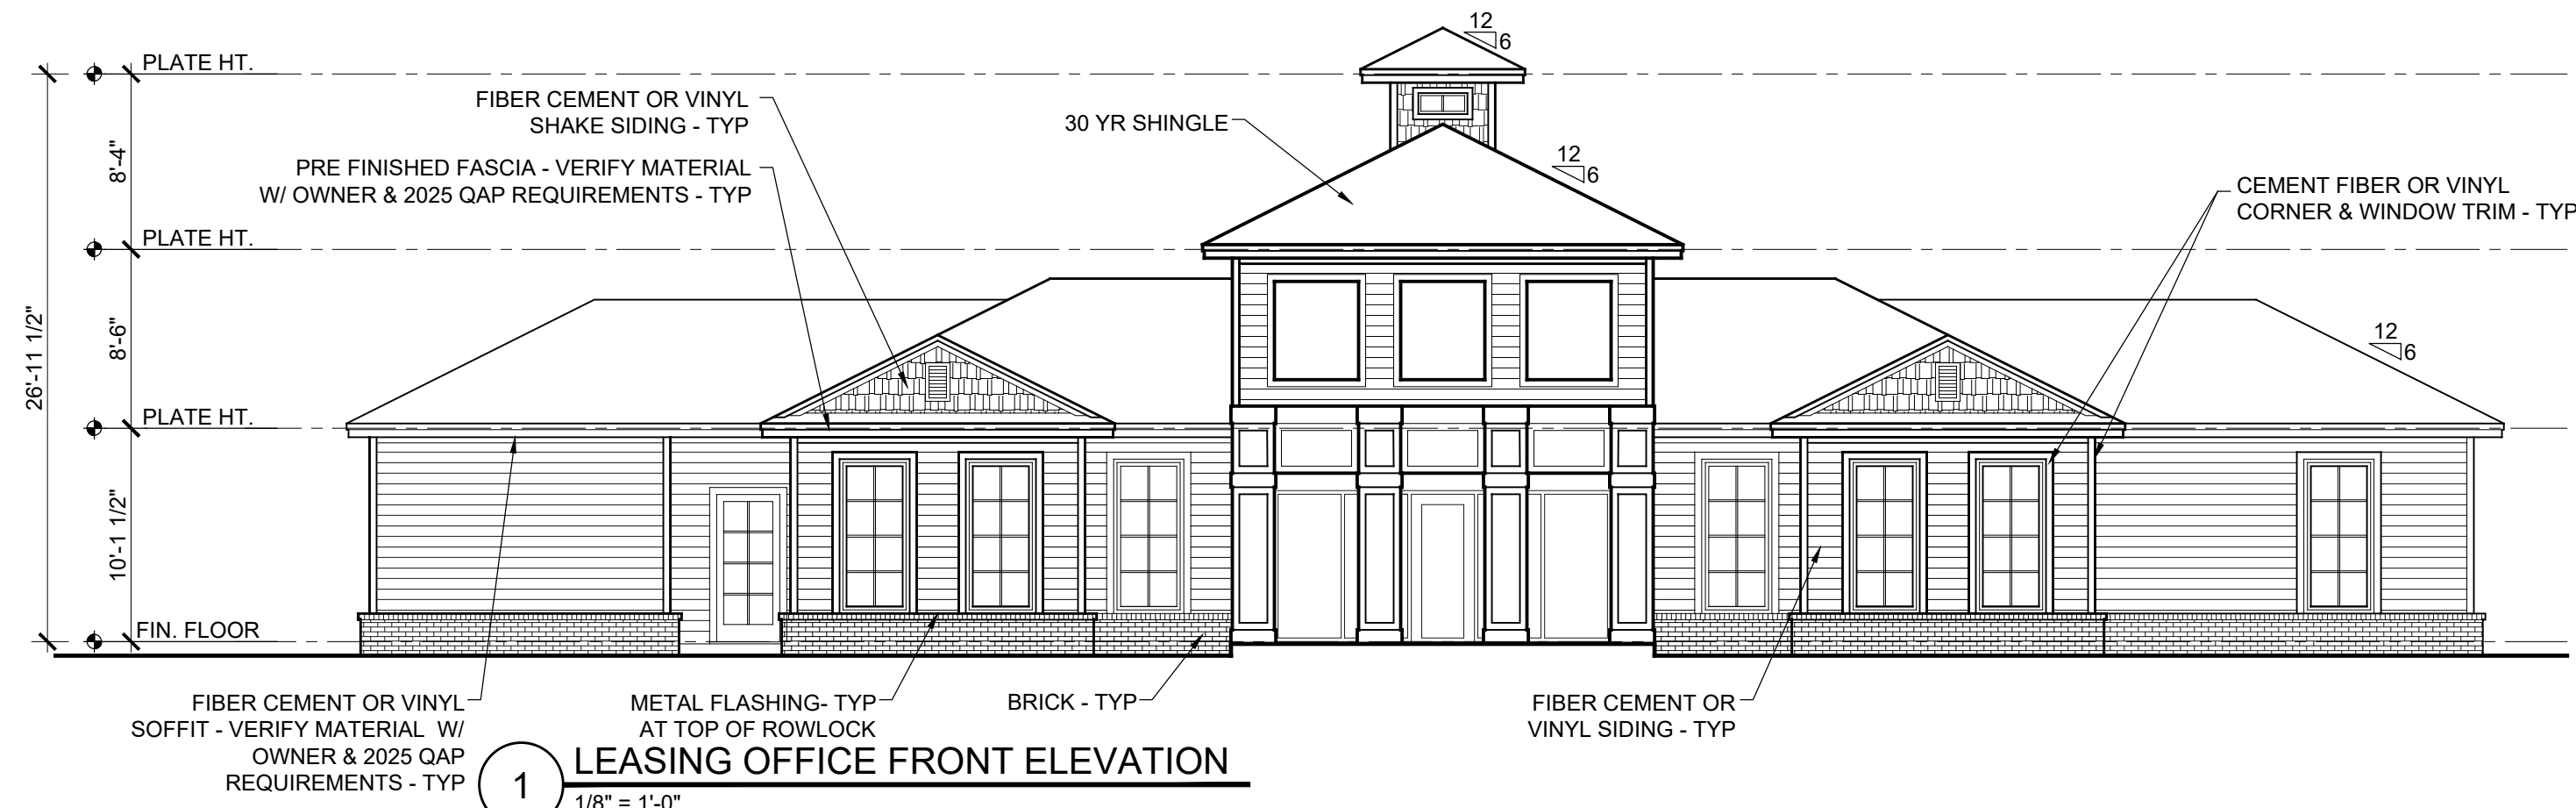 12
6
PLATE HT.
FIBER CEMENT OR VINYL
SHAKE SIDING - TYP
30 YR SHINGLE
8'-4"
PRE FINISHED FASCIA - VERIFY MATERIAL
W/ OWNER & 2025 QAP REQUIREMENTS - TYP
12
6
CEMENT FIBER OR VINYL
CORNER & WINDOW TRIM - TYP
PLATE HT.
26'-11 1/2"
8'-6"
12
6
PLATE HT.
10'-1 1/2"
FIN. FLOOR
FIBER CEMENT OR VINYL
SOFFIT - VERIFY MATERIAL W/
OWNER & 2025 QAP
REQUIREMENTS - TYP
METAL FLASHING- TYP
AT TOP OF ROWLOCK
BRICK - TYP
FIBER CEMENT OR
VINYL SIDING - TYP
1
LEASING OFFICE FRONT ELEVATION
1/8" = 1'-0"